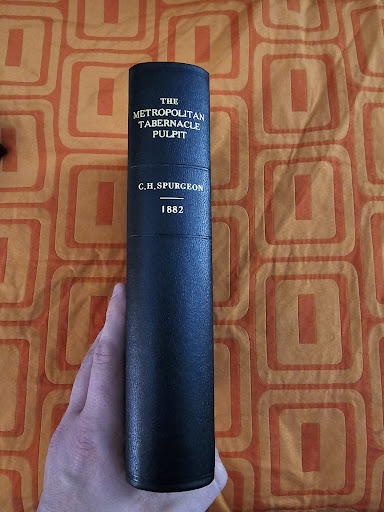 THE
METROPOLITAN
TABERNACLE
PULPIT
C.H.SPURGEON
1882